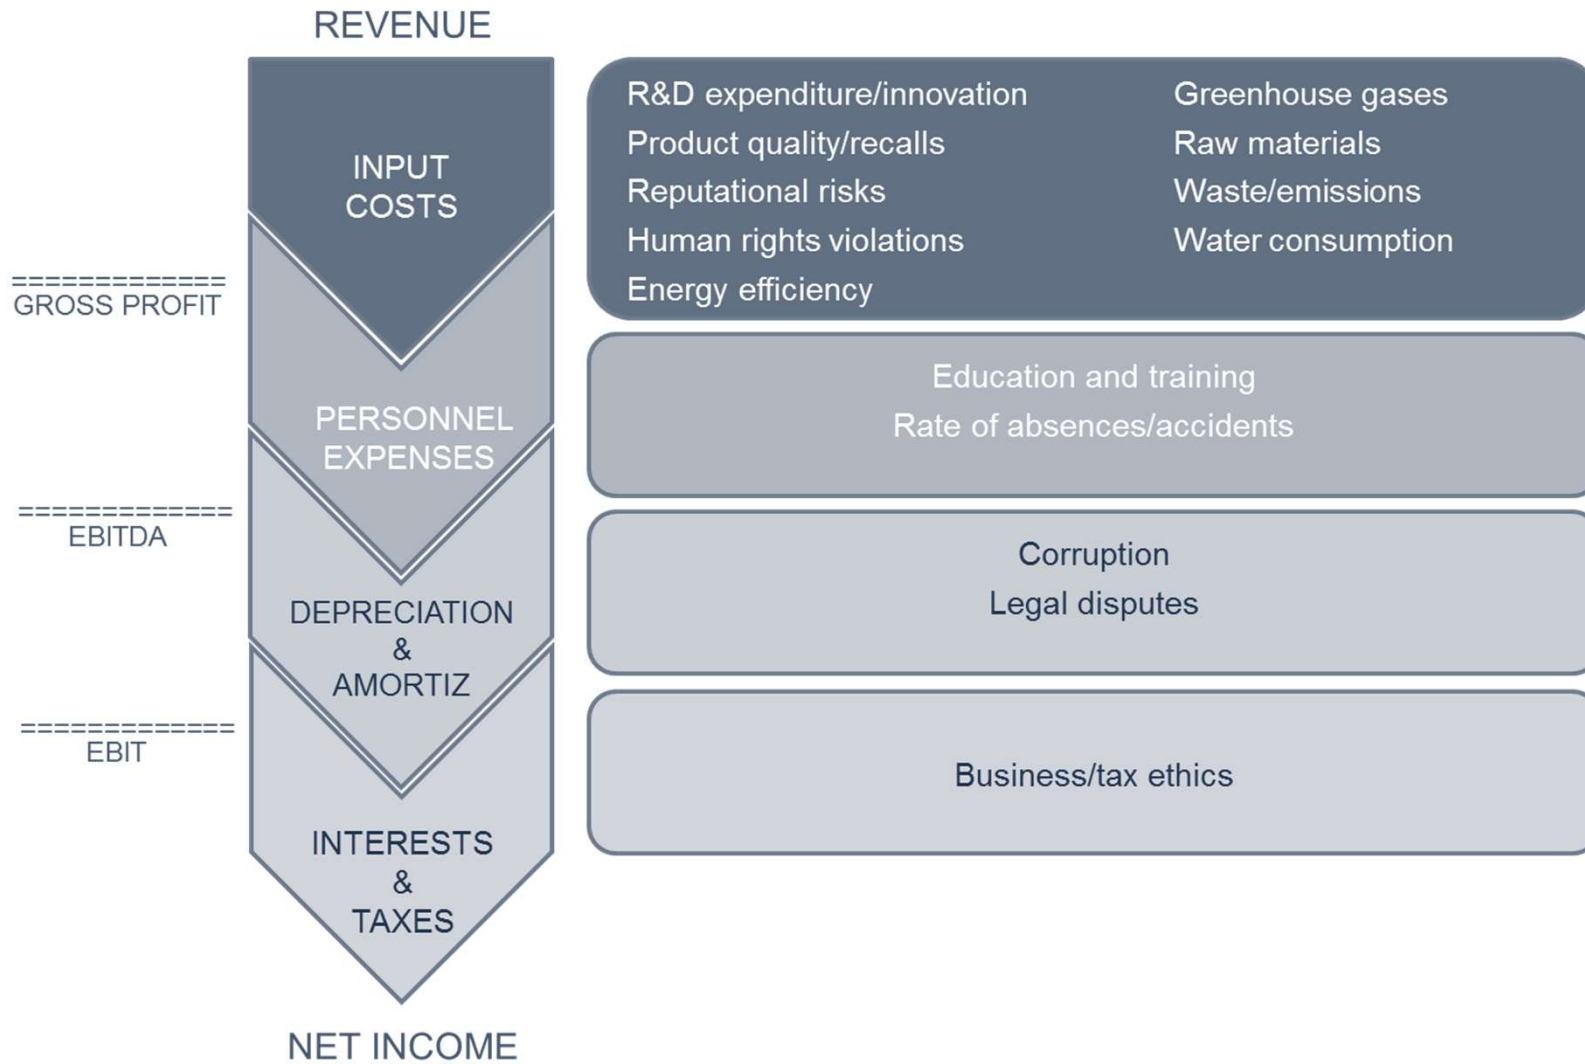 REVENUE
INPUT
COSTS
R&D expenditure/innovation
Product quality/recalls
Reputational risks
Human rights violations
Energy efficiency
Greenhouse gases
Raw materials
Waste/emissions
Water consumption
=============
GROSS PROFIT
PERSONNEL
EXPENSES
Education and training
Rate of absences/accidents
=============
EBITDA
DEPRECIATION
&
AMORTIZ
Corruption
Legal disputes
=============
EBIT
INTERESTS
&
TAXES
Business/tax ethics
NET INCOME